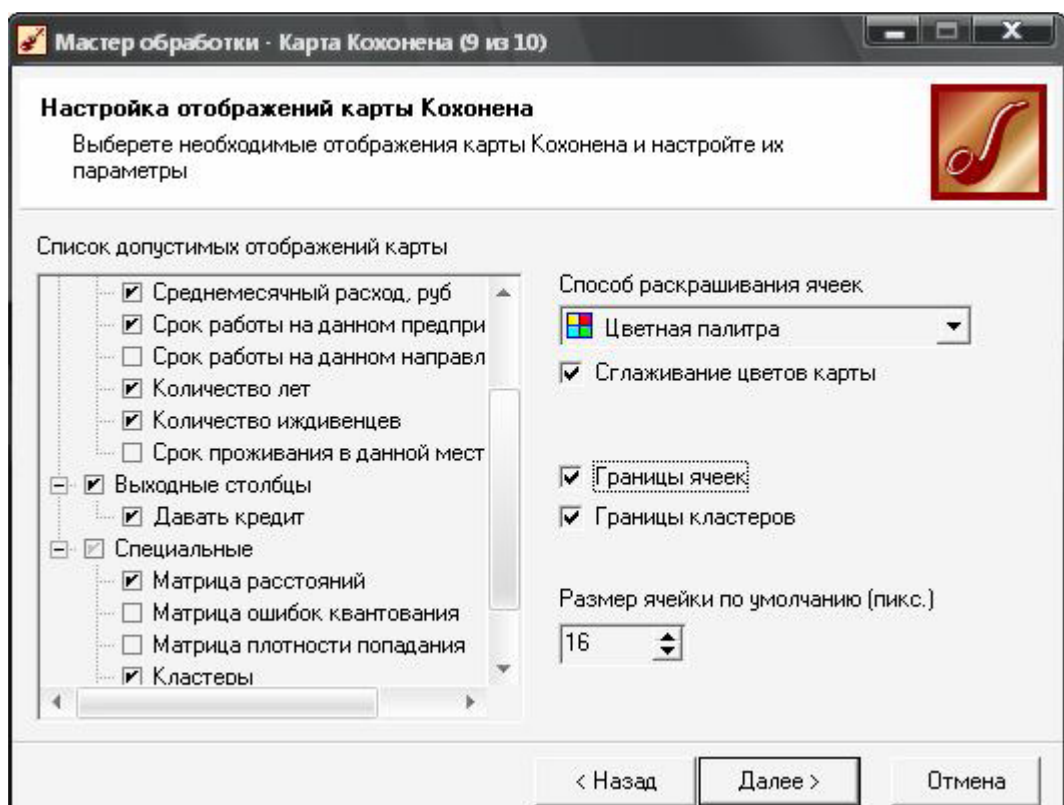 Мастер обработки - Карта Кохонена (9 из 10)
Настройка отображений карты Кохонена
Выберете необходимые отображения карты Кохонена и настройте их
параметры
Список допустимых отображений карты
Среднемесячный расход, руб
Срок работы на данном предпри
Срок работы на данном направл
Количество лет
Количество иждивенцев
Срок проживания в данной мест
Выходные столбцы
Давать кредит
Специальные
Матрица расстояний
Матрица ошибок квантования
Матрица плотности попадания
Кластеры
Способ раскрашивания ячеек
Цветная палитра
Сглаживание цветов карты
Границы ячеек
Границы кластеров
Размер ячейки по умолчанию (пикс.)
16
< Назад
Далее >
Отмена